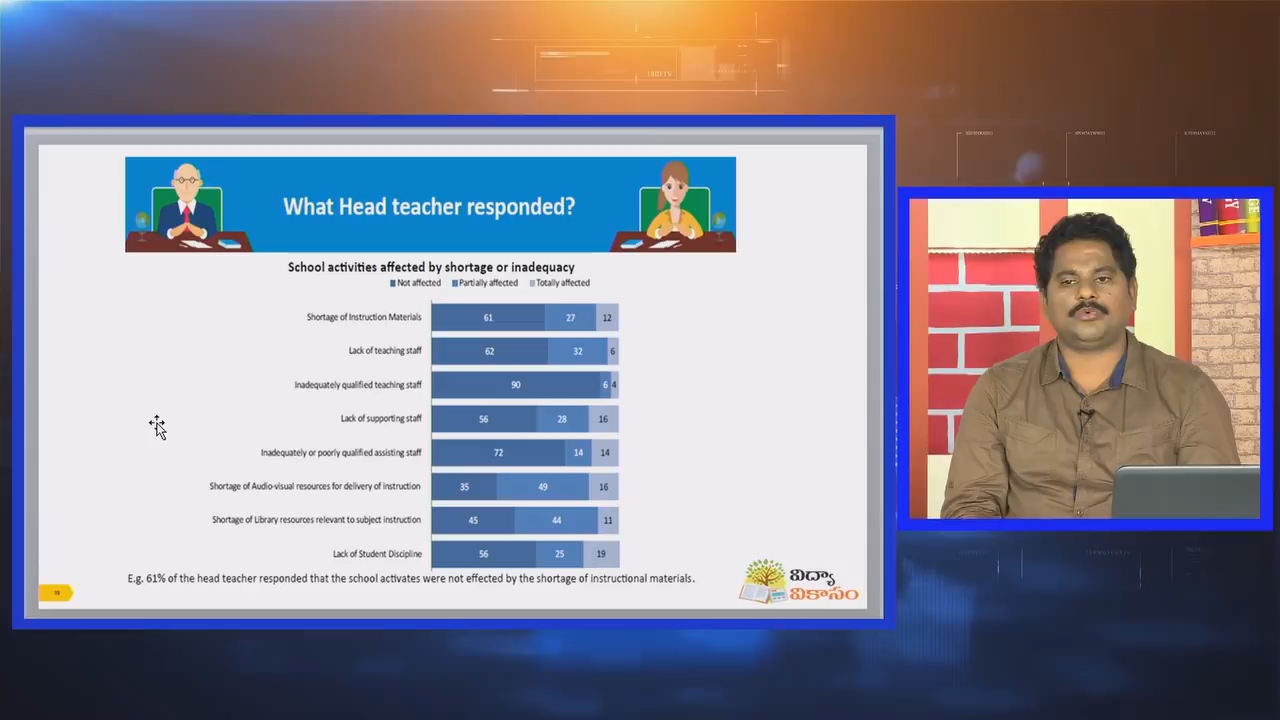 What Head teacher responded?
School activities affected by shortage or inadequacy
Not affected Partially affected Totally affected
Shortage of Instruction Materials 61 27 12
Lack of teaching staff 62 32 6
Inadequately qualified teaching staff 90 6 4
Lack of supporting staff 56 28 16
Inadequately or poorly qualified assisting staff 72 14 14
Shortage of Audio-visual resources for delivery of instruction 35 49 16
Shortage of Library resources relevant to subject instruction 45 44 11
Lack of Student Discipline 56 25 19
E.g. 61% of the head teacher responded that the school activates were not effected by the shortage of instructional materials.
విద్యా
వికాసం